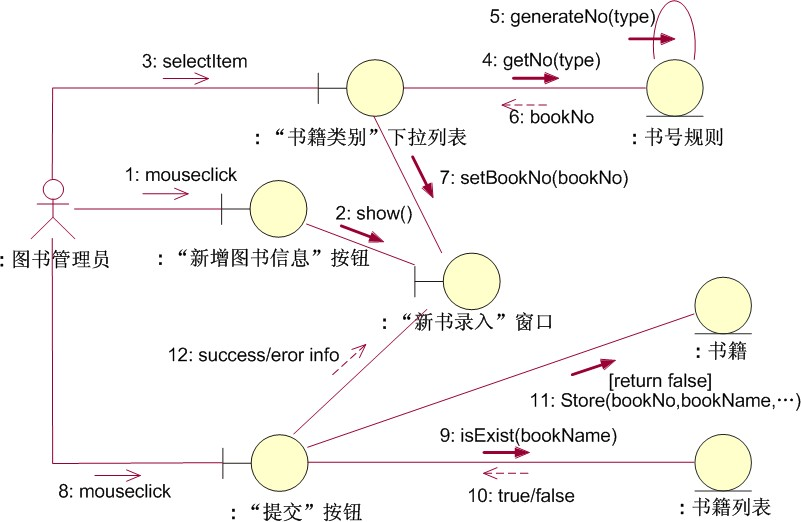 5: generateNo(type)
3: selectItem
4: getNo(type)
6: bookNo
: “书籍类别”下拉列表
: 书号规则
1: mouseclick
7: setBookNo(bookNo)
2: show()
: 图书管理员
: “新增图书信息”按钮
: “新书录入”窗口
12: success/eror info
: 书籍
[return false]
11: Store(bookNo,bookName,…)
9: isExist(bookName)
8: mouseclick
10: true/false
: “提交”按钮
: 书籍列表